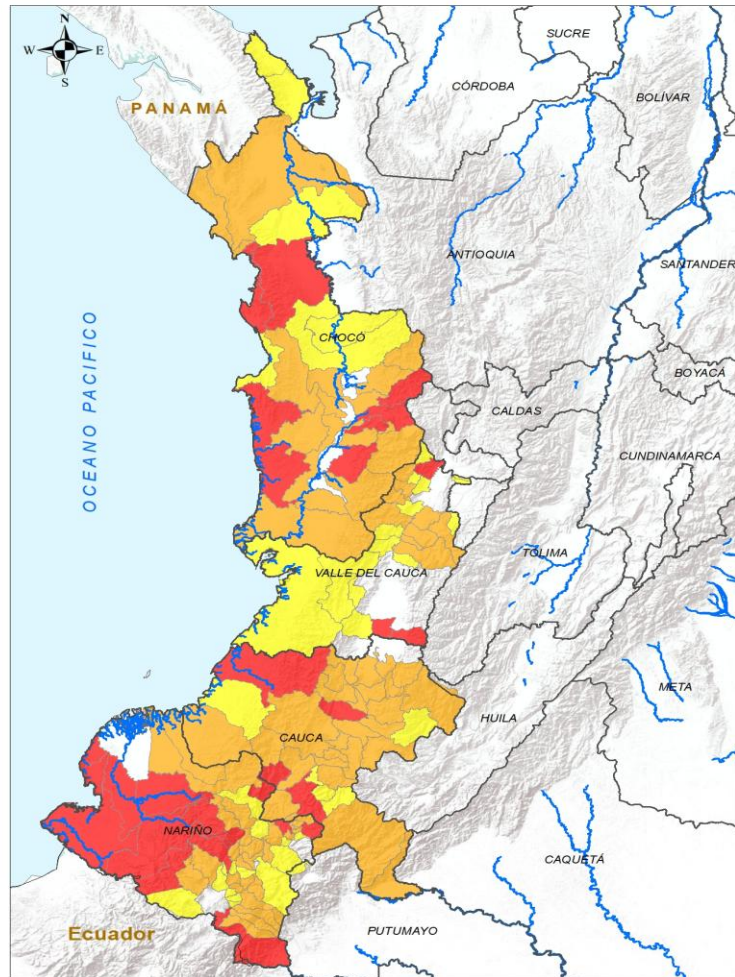 N
W E
S
SUCRE
CÓRDOBA
BOLÍVAR
PANAMÁ
ANTIOQUIA
SANTANDER
OCEANO PACIFICO
CHOCÓ
BOYACÁ
CALDAS
CUNDINAMARCA
TOLIMA
VALLE DEL CAUCA
META
HUILA
CAUCA
NARIÑO
CAQUETÁ
PUTUMAYO
Ecuador